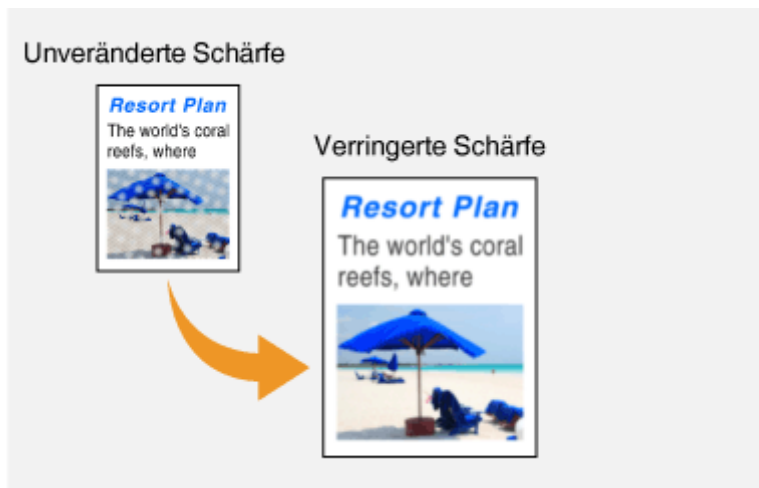 Unveränderte Schärfe
Resort Plan
The world's coral
reefs, where
Verringerte Schärfe
Resort Plan
The world's coral
reefs, where